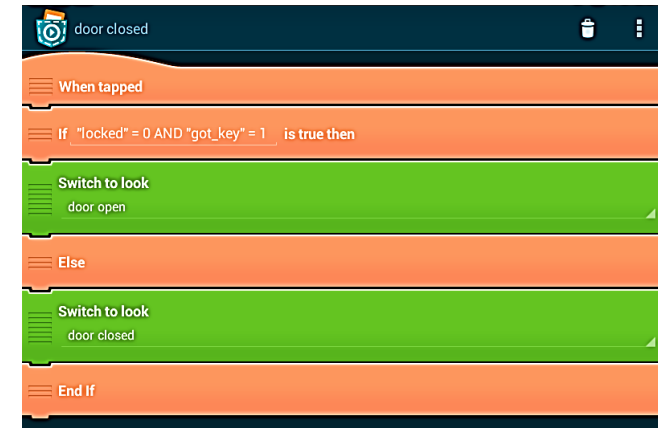 door closed
When tapped
If "locked" = 0 AND "got_key" = 1 is true then
Switch to look
door open
Else
Switch to look
door closed
End If